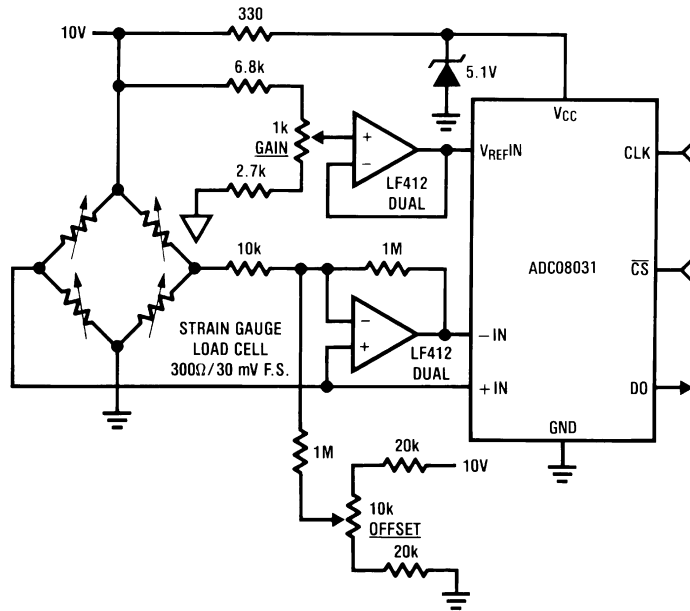 330
10V
5.1V
6.8k
VCC
1k
GAIN
+
−
VREFIN
CLK
LF412
DUAL
2.7k
10k
1M
ADC08031
CS
−
+
STRAIN GAUGE
LOAD CELL
300Ω/30 mV F.S.
LF412
DUAL
−IN
+IN
DO
GND
1M
20k
10V
10k
OFFSET
20k